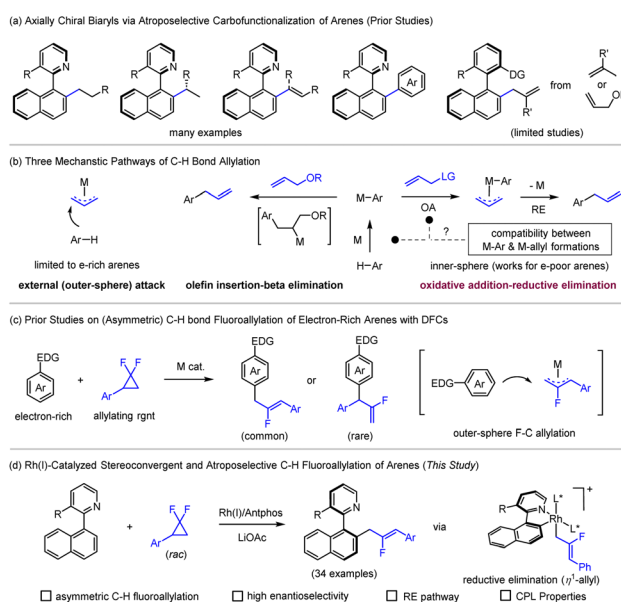 (a) Axially Chiral Biaryls via Atroposelective Carbofunctionalization of Arenes (Prior Studies)
R N R
R N R
R N R R
R N Ar
R DG R'
from
R'
or
many examples
(limited studies)
(b) Three Mechanstic Pathways of C-H Bond Allylation
M
Ar–H
limited to e-rich arenes
external (outer-sphere) attack
OR
Ar
Ar OR
M
M–Ar
M
H–Ar
olefin insertion-beta elimination
LG
OA
?
M-Ar
- M
RE
Ar
compatibility between
M-Ar & M-allyl formations
inner-sphere (works for e-poor arenes)
oxidative addition-reductive elimination
(c) Prior Studies on (Asymmetric) C-H bond Fluoroallylation of Electron-Rich Arenes with DFCs
EDG
Ar
electron-rich
+
F F
Ar
allylating rgnt
M cat.
EDG
Ar
Ar
F
(common)
or
EDG
Ar
Ar F
(rare)
EDG Ar
M
Ar
F
outer-sphere F-C allylation
(d) Rh(I)-Catalyzed Stereoconvergent and Atroposelective C-H Fluoroallylation of Arenes (This Study)
R N
+
F F
Ar
(rac)
Rh(I)/Antphos
LiOAc
R N
Ar
F
(34 examples)
via
R N Rh L* L* +
F
Ph
reductive elimination (η1-allyl)
asymmetric C-H fluoroallylation
high enantioselectivity
RE pathway
CPL Properties